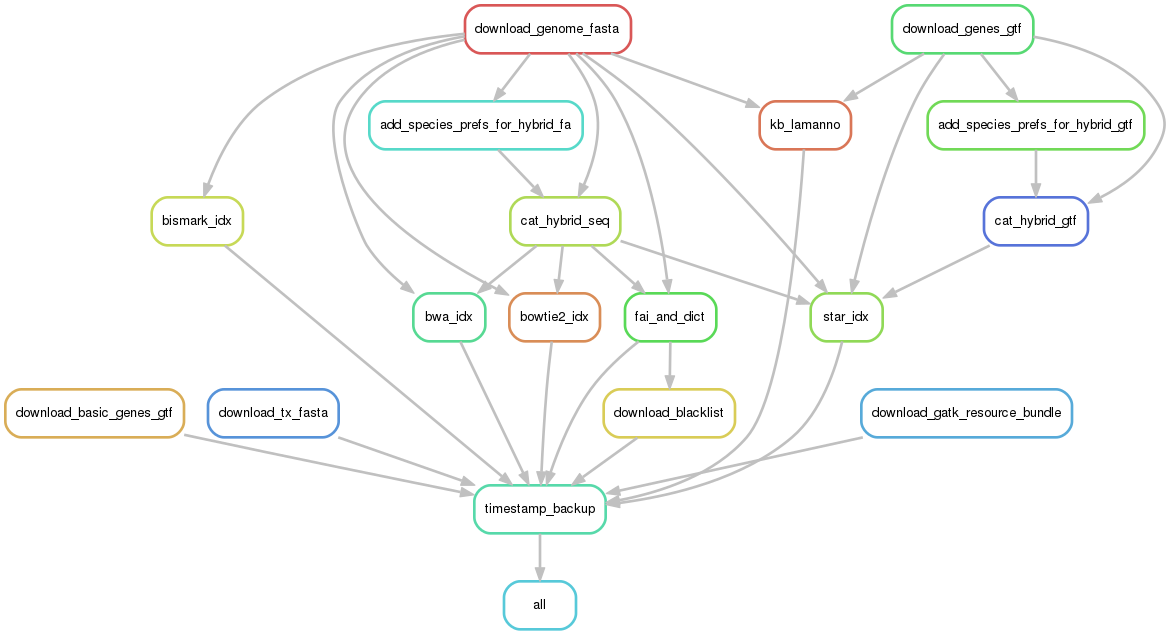 download_genome_fasta
download_genes_gtf
add_species_prefs_for_hybrid_fa
kb_lamanno
add_species_prefs_for_hybrid_gtf
bismark_idx
cat_hybrid_seq
cat_hybrid_gtf
bwa_idx
bowtie2_idx
fai_and_dict
star_idx
download_basic_genes_gtf
download_tx_fasta
download_blacklist
download_gatk_resource_bundle
timestamp_backup
all